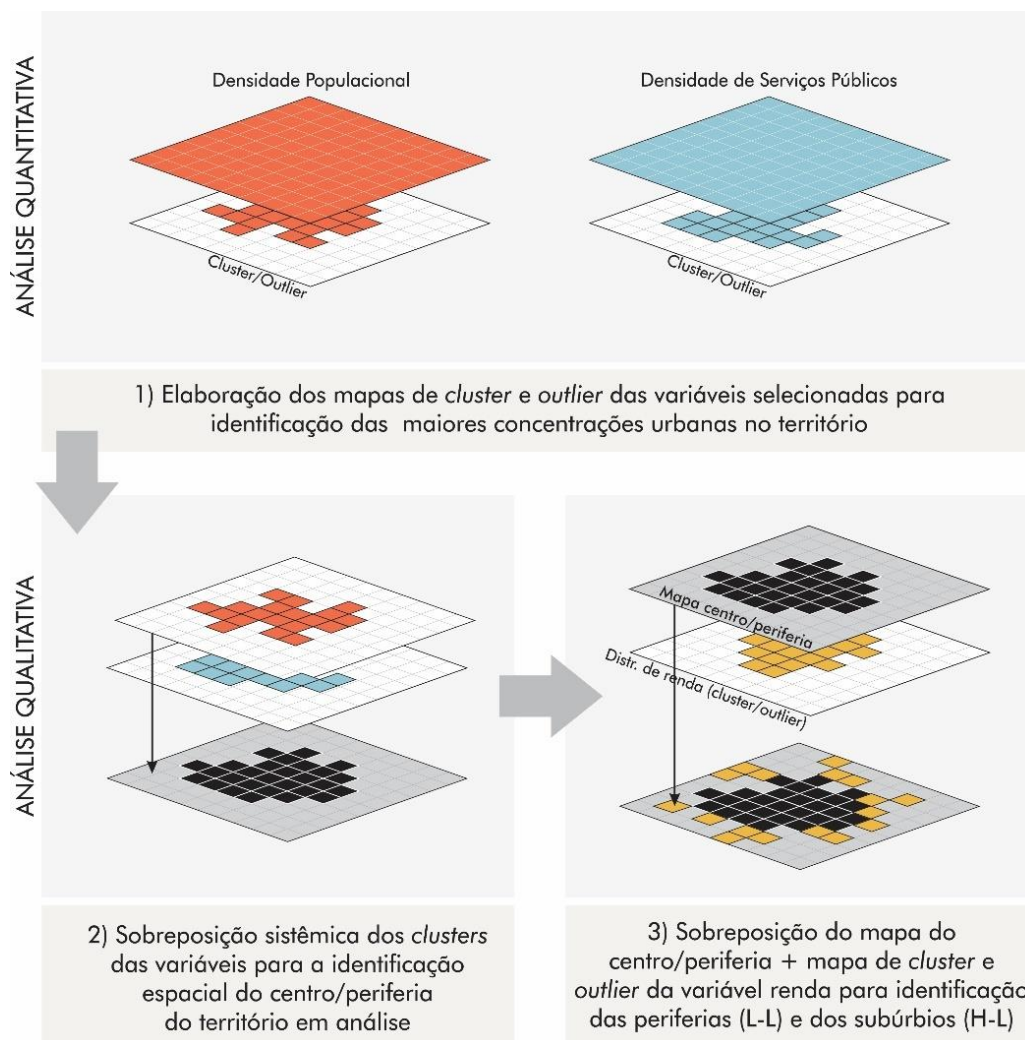 ANÁLISE QUANTITATIVA
Densidade Populacional
Densidade de Serviços Públicos
Cluster/Outlier
Cluster/Outlier
1) Elaboração dos mapas de cluster e outlier das variáveis selecionadas para
identificação das maiores concentrações urbanas no território
ANÁLISE QUALITATIVA
2) Sobreposição sistêmica dos clusters
das variáveis para a identificação
espacial do centro/periferia
do território em análise
Mapa centro/periferia
Distr. de renda (cluster/outlier)
3) Sobreposição do mapa do
centro/periferia + mapa de cluster e
outlier da variável renda para identificação
das periferias (L-L) e dos subúrbios (H-L)